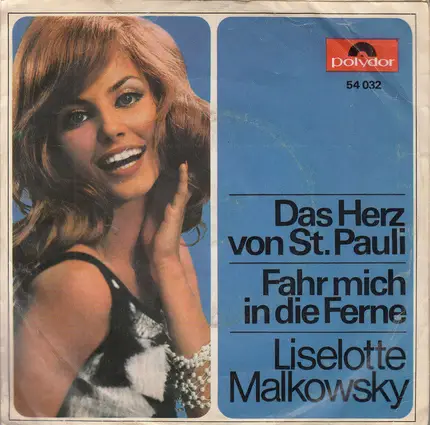 Polydor
54 032
Das Herz
von St. Pauli
Fahr mich
in die Ferne
Liselotte
Malkowsky